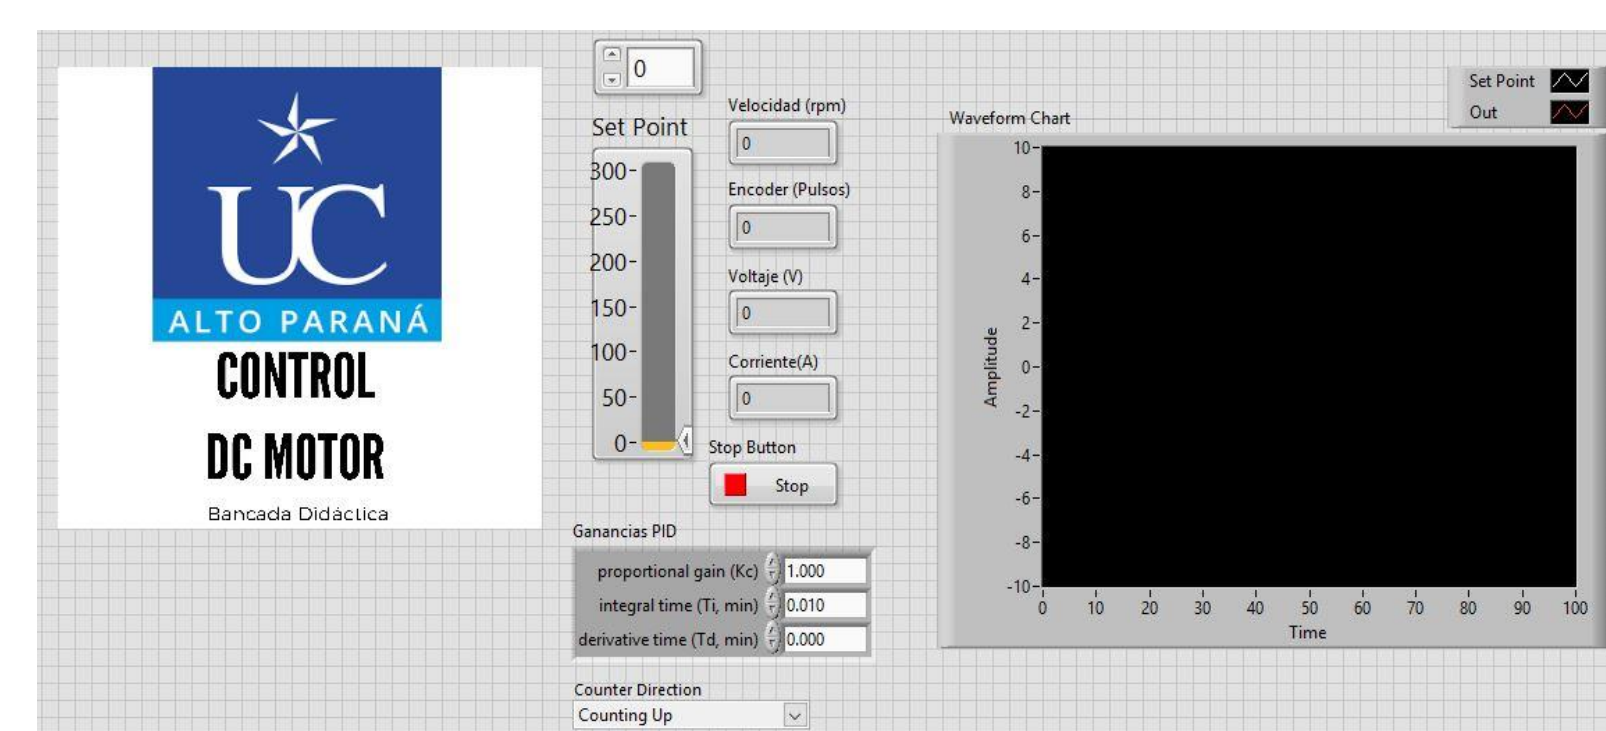 UC
ALTO PARANÁ
CONTROL
DC MOTOR
Bancada Didáctica
0
Set Point
300
250
200
150
100
50
0
Velocidad (rpm)
0
Encoder (Pulsos)
0
Voltaje (V)
0
Corriente(A)
0
Stop Button
Stop
Ganancias PID
proportional gain (Kc) 1.000
integral time (Ti, min) 0.010
derivative time (Td, min) 0.000
Counter Direction
Counting Up
Waveform Chart
Set Point
Out
Amplitude
10
8
6
4
2
0
-2
-4
-6
-8
-10
0 10 20 30 40 50 60 70 80 90 100
Time